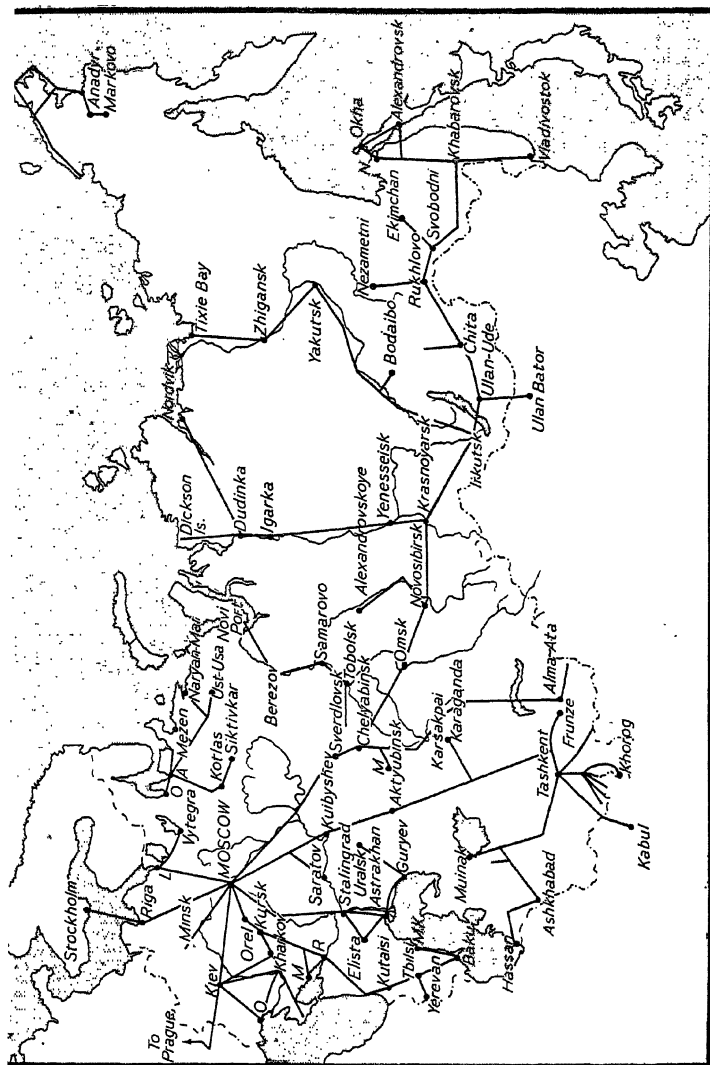 To
Prague
Stockholm
Riga
Minsk
Kiev
O
Orel
Kursk
Kharkov
M
R
Vytegra
MOSCOW
O
A
Mezen
Naryan-Mar
Ust-Usa
Kotlas
Siktivkar
Novi
Port
Berezov
Samarovo
Tobolsk
Sverdlovsk
Chelyabinsk
Kuibyshev
Saratov
Stalingrad
Uralsk
Astrakhan
Guryev
Elista
Kutaisi
Tbilsi
M.K.
Yerevan
Baku
Hassan
Ashkhabad
Muinak
M
Aktyubinsk
Karsakpai
Karaganda
Omsk
Tashkent
Frunze
Alma-Ata
Khorog
Kabul
Dickson
Is.
Dudinka
Igarka
Alexandrovskoye
Novosibirsk
Yenesseisk
Krasnoyarsk
Irkutsk
Nordvik
Tixie Bay
Zhigansk
Yakutsk
Bodaibo
Chita
Ulan-Ude
Ulan Bator
Nezametni
Rukhlovo
Ekimchan
Svobodni
N
Okha
Alexandrovsk
Khabarovsk
Vladivostok
Anadyr
Markovo